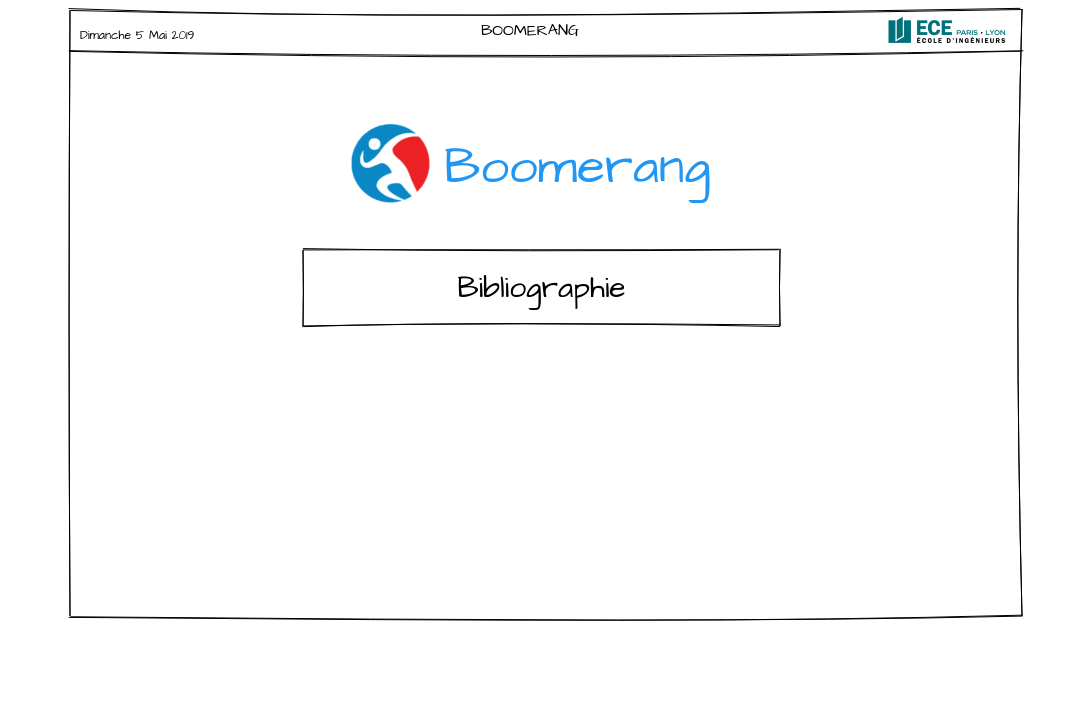 Dimanche 5 Mai 2019
BOOMERANG
ECE PARIS • LYON
ÉCOLE D'INGÉNIEURS
Boomerang
Bibliographie